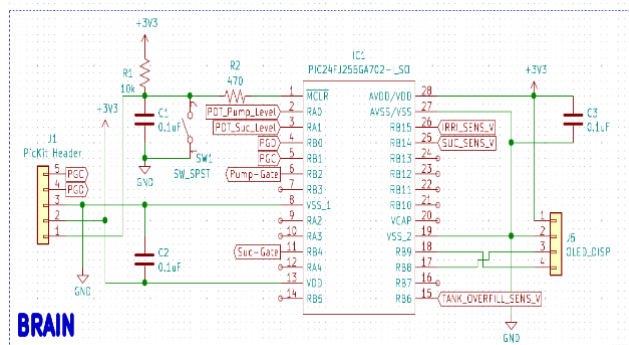 +3V3
IC1
PIC24FJ256GA702-I_SO
R1
10k
R2
470
+3V3
C1
0.1uF
SW1
SW_SPST
GND
J1
PicKit Header
PGC
PGD
5
4
3
2
1
C2
0.1uF
GND
POT_Pump_Level
POT_Suc_Level
PGD
PGC
Pump-Gate
Suc-Gate
1 MCLR
2 RA0
3 RA1
4 RB0
5 RB1
6 RB2
7 RB3
8 VSS_1
9 RA2
10 RA3
11 RB4
12 RA4
13 VDD
14 RB5
AVDD/VDD 28
AVSS/VSS 27
RB15 26
RB14 25
RB13 24
RB12 23
RB11 22
RB10 21
VCAP 20
VSS_2 19
RB9 18
RB8 17
RB7 16
RB6 15
IRRI_SENS_V
SUC_SENS_V
TANK_OVERFILL_SENS_V
+3V3
C3
0.1uF
1
2
3
4
J5
OLED_DISP
GND
BRAIN